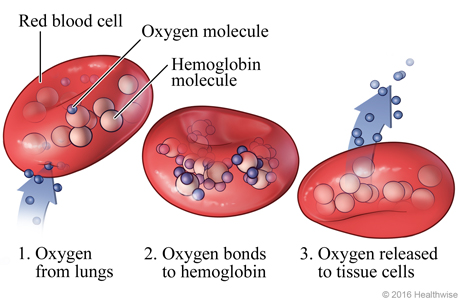 Red blood cell
Oxygen molecule
Hemoglobin
molecule
1. Oxygen
from lungs
2. Oxygen bonds
to hemoglobin
3. Oxygen released
to tissue cells
© 2016 Healthwise